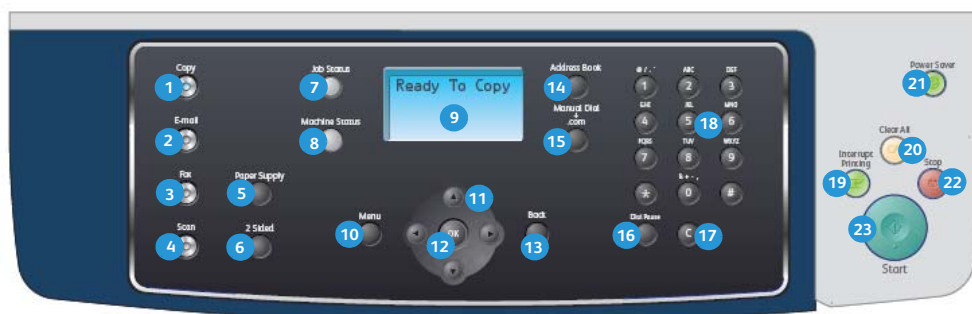 Copy
1
E-mail
2
Fax
3
Scan
4
Paper Supply
5
2 Sided
6
Job Status
7
Machine Status
8
Ready To Copy
9
Menu
10
11
OK
12
Back
13
Address Book
14
Manual Dial
.com
15
@ / . '
1
ABC
2
DEF
3
GHI
4
JKL
5
MNO
6
18
PQRS
7
TUV
8
WXYZ
9
*
0
#
Dial Pause
16
C
17
Power Saver
21
Clear All
20
Interrupt
Printing
19
Stop
22
23
Start